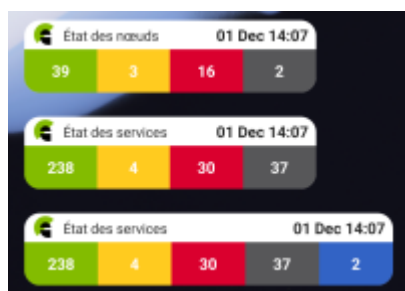 État des nœuds 01 Dec 14:07
39 3 16 2
État des services 01 Dec 14:07
238 4 30 37
État des services 01 Dec 14:07
238 4 30 37 2